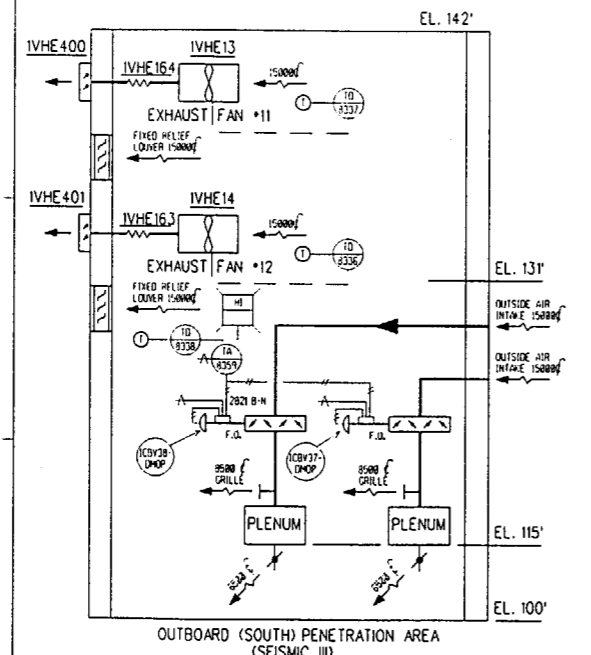 EL. 142'
1VHE400
1VHE164
1VHE13
15000¢
T
TD
8337
EXHAUST FAN #11
FIXED RELIEF
LOUVER 15000¢
1VHE401
1VHE163
1VHE14
15000¢
T
TD
8336
EXHAUST FAN #12
EL. 131'
FIXED RELIEF
LOUVER 15000¢
HI
OUTSIDE AIR
INTAKE 15000¢
T
TD
8338
TA
8359
OUTSIDE AIR
INTAKE 15000¢
2021 B-N
F.O.
F.O.
1CBV38-
DMOP
1CBV37-
DMOP
8500 ¢
GRILLE
8500 ¢
GRILLE
PLENUM
PLENUM
EL. 115'
6500 ¢
6500 ¢
EL. 100'
OUTBOARD (SOUTH) PENETRATION AREA
(SEISMIC III)